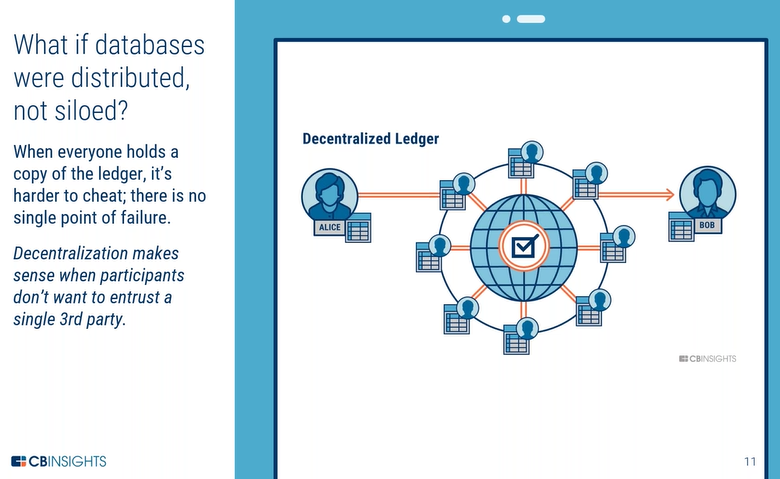 What if databases
were distributed,
not siloed?
When everyone holds a
copy of the ledger, it's
harder to cheat; there is no
single point of failure.
Decentralization makes
sense when participants
don't want to entrust a
single 3rd party.
CBINSIGHTS
Decentralized Ledger
ALICE
BOB
CBINSIGHTS
11